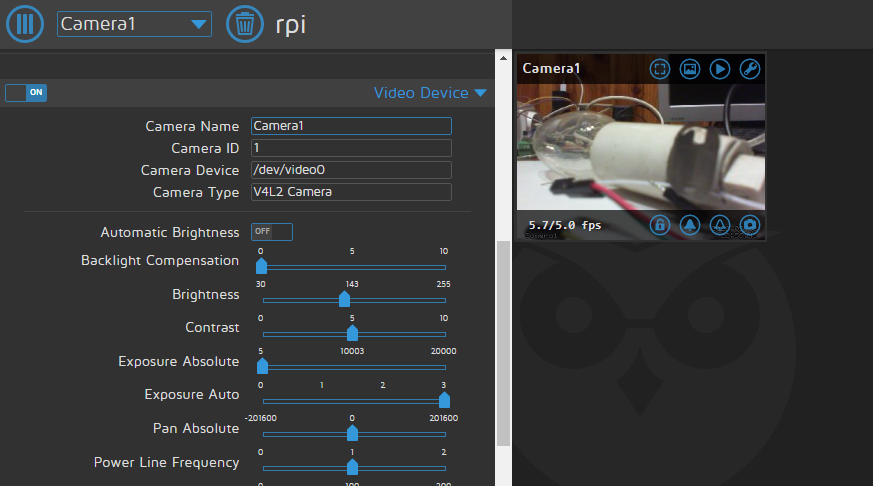 Camera1 rpi
ON Video Device
Camera Name Camera1
Camera ID 1
Camera Device /dev/video0
Camera Type V4L2 Camera
Automatic Brightness OFF
0 5 10
Backlight Compensation
30 143 255
Brightness
0 5 10
Contrast
5 10003 20000
Exposure Absolute
0 1 2 3
Exposure Auto
-201600 0 201600
Pan Absolute
0 1 2
Power Line Frequency
0 100 200
Camera1
5.7/5.0 fps